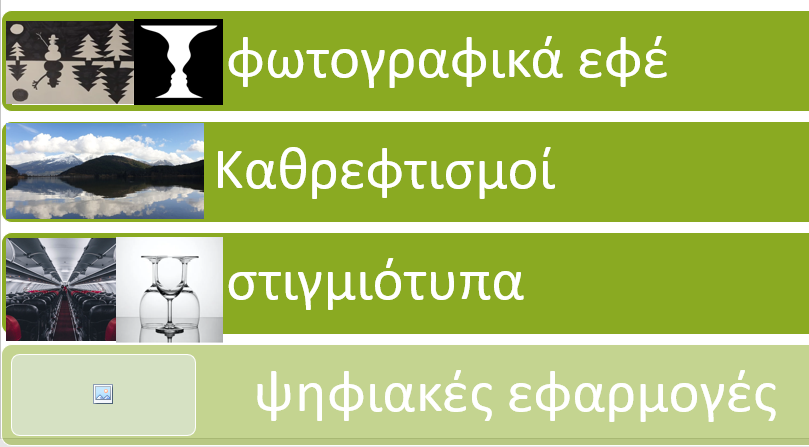 φωτογραφικά εφέ
Καθρεφτισμοί
στιγμιότυπα
ψηφιακές εφαρμογές